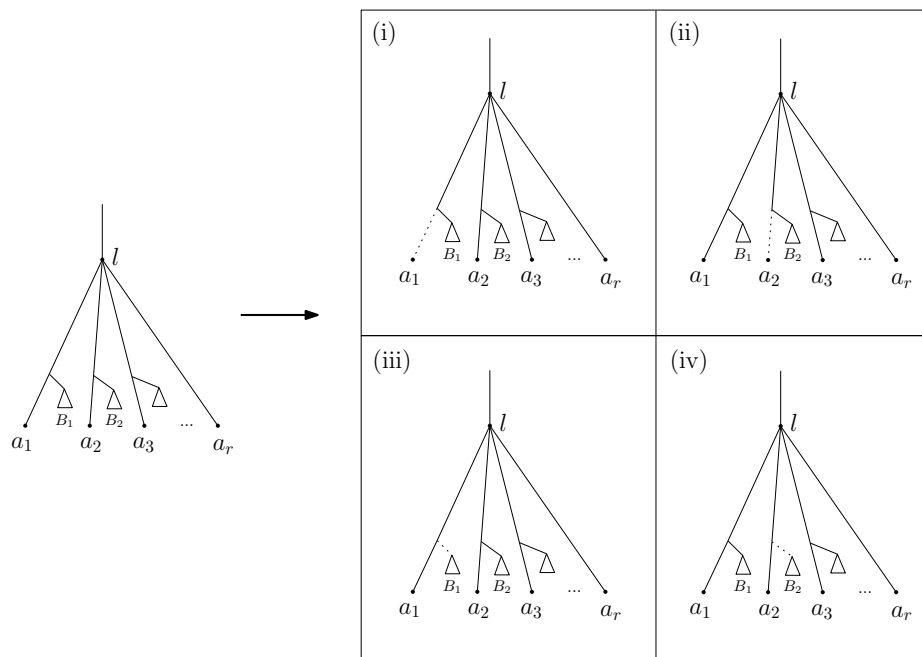 (i)
l
B₁
B₂
a₁
a₂
a₃
...
aᵣ
(ii)
l
B₁
B₂
a₁
a₂
a₃
...
aᵣ
l
B₁
B₂
a₁
a₂
a₃
...
aᵣ
(iii)
l
B₁
B₂
a₁
a₂
a₃
...
aᵣ
(iv)
l
B₁
B₂
a₁
a₂
a₃
...
aᵣ